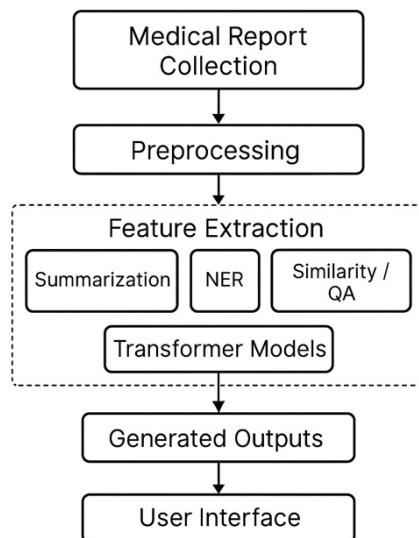 Medical Report
Collection
Preprocessing
Feature Extraction
Summarization
NER
Similarity /
QA
Transformer Models
Generated Outputs
User Interface